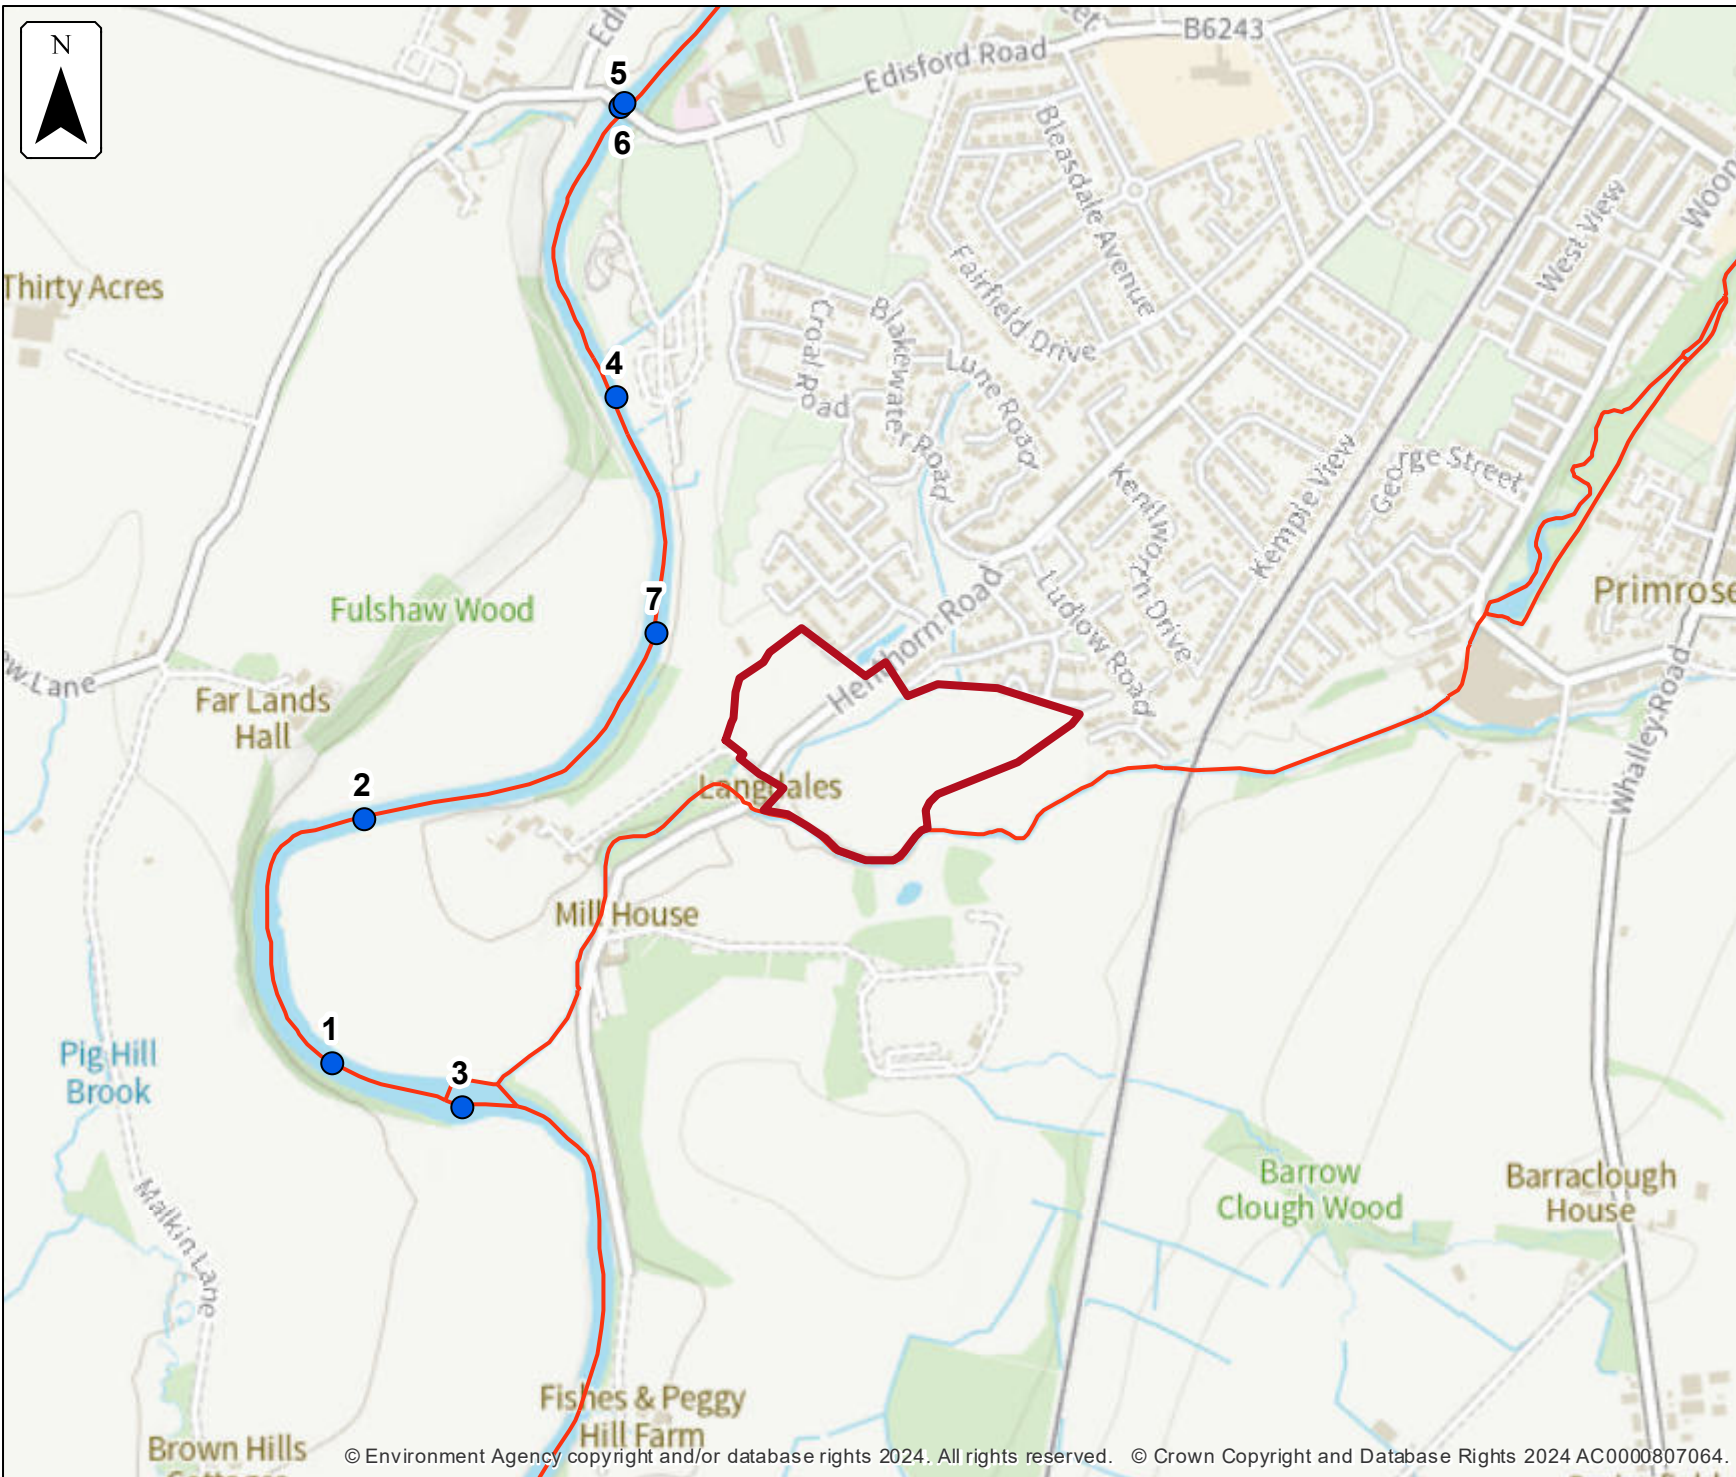 N
B6243
Edisford Road
5
6
Bleasdale Avenue
West View
Thirty Acres
Fairfield Drive
Croal Road
Blakewater Road
Lune Road
4
Kemple View
George Street
Kenilworth Drive
Henthorn Road
Ludlow Road
Primrose
7
Fulshaw Wood
Far Lands
Hall
Whalley Road
2
Langdales
Mill House
1
3
Pig Hill
Brook
Malkin Lane
Barrow
Clough Wood
Barraclough
House
Fishes & Peggy
Hill Farm
Brown Hills
© Environment Agency copyright and/or database rights 2024. All rights reserved. © Crown Copyright and Database Rights 2024 AC0000807064.